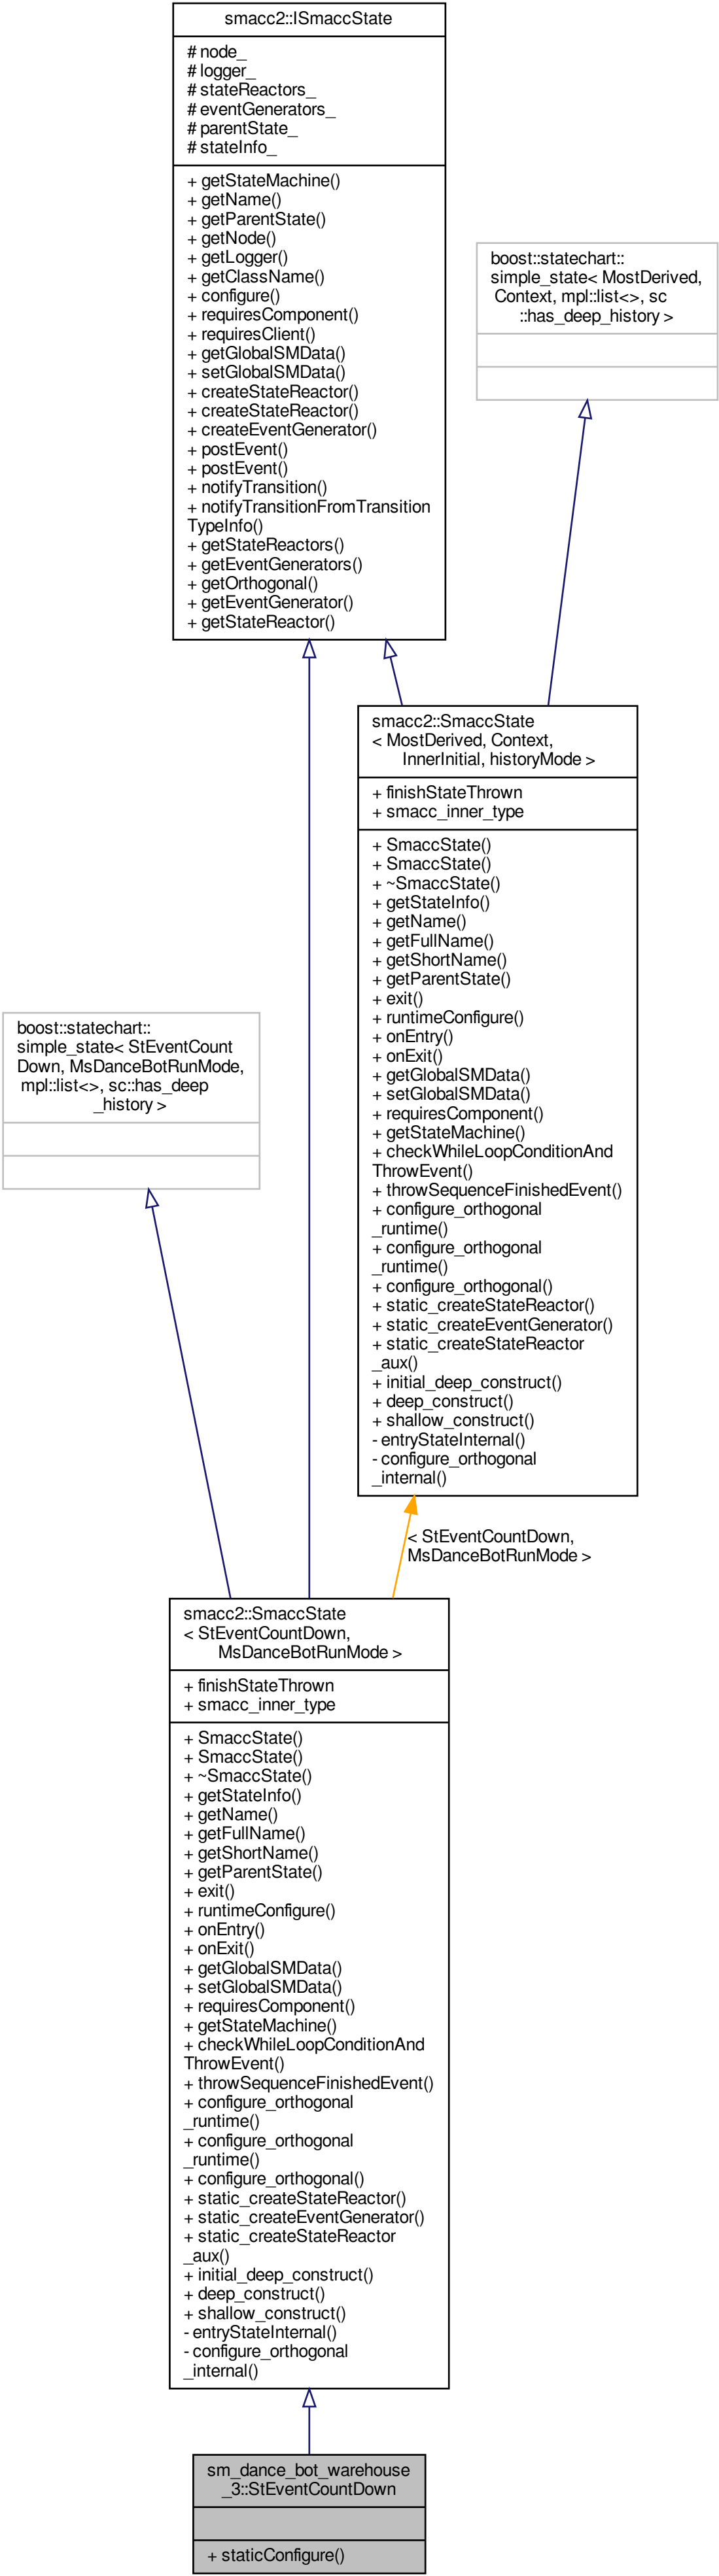 smacc2::ISmaccState
# node_
# logger_
# stateReactors_
# eventGenerators_
# parentState_
# stateInfo_
+ getStateMachine()
+ getName()
+ getParentState()
+ getNode()
+ getLogger()
+ getClassName()
+ configure()
+ requiresComponent()
+ requiresClient()
+ getGlobalSMData()
+ setGlobalSMData()
+ createStateReactor()
+ createStateReactor()
+ createEventGenerator()
+ postEvent()
+ postEvent()
+ notifyTransition()
+ notifyTransitionFromTransition
TypeInfo()
+ getStateReactors()
+ getEventGenerators()
+ getOrthogonal()
+ getEventGenerator()
+ getStateReactor()
boost::statechart::
simple_state< MostDerived,
Context, mpl::list<>, sc
::has_deep_history >
smacc2::SmaccState
< MostDerived, Context,
InnerInitial, historyMode >
+ finishStateThrown
+ smacc_inner_type
+ SmaccState()
+ SmaccState()
+ ~SmaccState()
+ getStateInfo()
+ getName()
+ getFullName()
+ getShortName()
+ getParentState()
+ exit()
+ runtimeConfigure()
+ onEntry()
+ onExit()
+ getGlobalSMData()
+ setGlobalSMData()
+ requiresComponent()
+ getStateMachine()
+ checkWhileLoopConditionAnd
ThrowEvent()
+ throwSequenceFinishedEvent()
+ configure_orthogonal
_runtime()
+ configure_orthogonal
_runtime()
+ configure_orthogonal()
+ static_createStateReactor()
+ static_createEventGenerator()
+ static_createStateReactor
_aux()
+ initial_deep_construct()
+ deep_construct()
+ shallow_construct()
- entryStateInternal()
- configure_orthogonal
_internal()
boost::statechart::
simple_state< StEventCount
Down, MsDanceBotRunMode,
mpl::list<>, sc::has_deep
_history >
< StEventCountDown,
MsDanceBotRunMode >
smacc2::SmaccState
< StEventCountDown,
MsDanceBotRunMode >
+ finishStateThrown
+ smacc_inner_type
+ SmaccState()
+ SmaccState()
+ ~SmaccState()
+ getStateInfo()
+ getName()
+ getFullName()
+ getShortName()
+ getParentState()
+ exit()
+ runtimeConfigure()
+ onEntry()
+ onExit()
+ getGlobalSMData()
+ setGlobalSMData()
+ requiresComponent()
+ getStateMachine()
+ checkWhileLoopConditionAnd
ThrowEvent()
+ throwSequenceFinishedEvent()
+ configure_orthogonal
_runtime()
+ configure_orthogonal
_runtime()
+ configure_orthogonal()
+ static_createStateReactor()
+ static_createEventGenerator()
+ static_createStateReactor
_aux()
+ initial_deep_construct()
+ deep_construct()
+ shallow_construct()
- entryStateInternal()
- configure_orthogonal
_internal()
sm_dance_bot_warehouse
_3::StEventCountDown
+ staticConfigure()